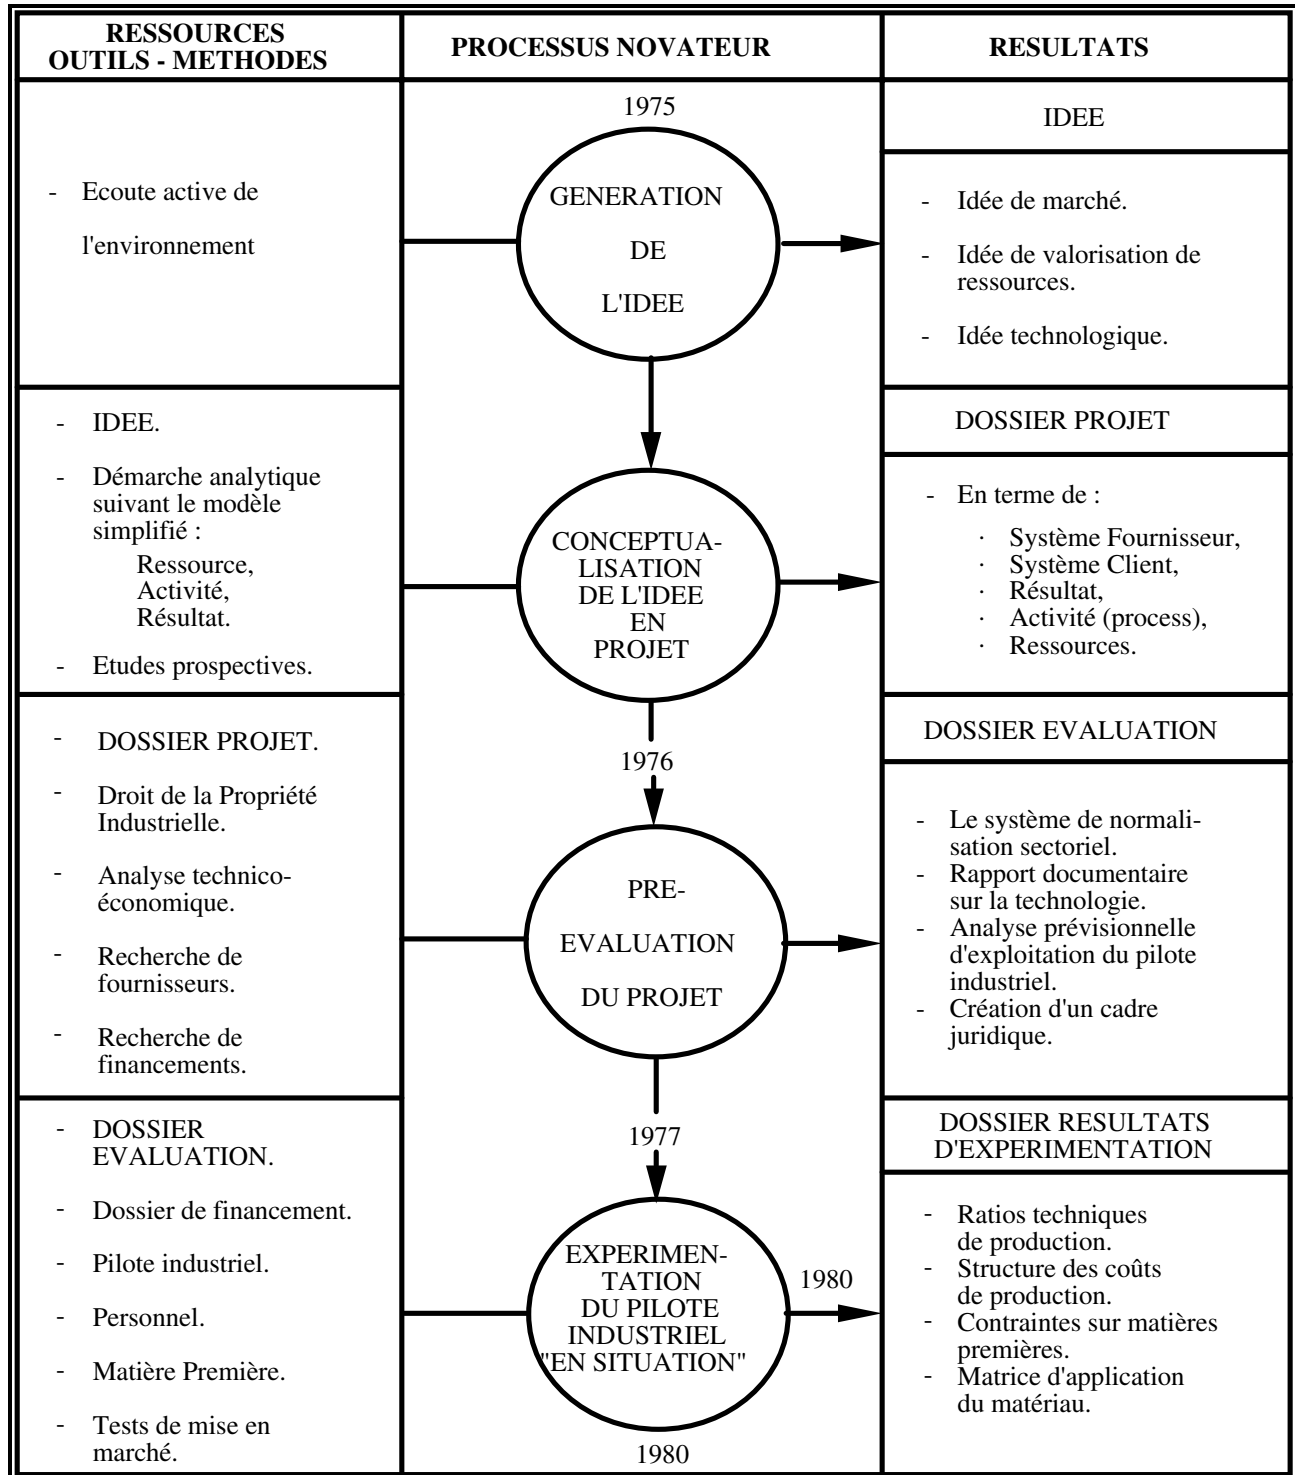 RESSOURCES
OUTILS - METHODES
PROCESSUS NOVATEUR
RESULTATS
- Ecoute active de
l'environnement
1975
GENERATION
DE
L'IDEE
IDEE
- Idée de marché.
- Idée de valorisation de
ressources.
- Idée technologique.
- IDEE.
- Démarche analytique
suivant le modèle
simplifié :
Ressource,
Activité,
Résultat.
- Etudes prospectives.
CONCEPTUA-
LISATION
DE L'IDEE
EN
PROJET
DOSSIER PROJET
- En terme de :
· Système Fournisseur,
· Système Client,
· Résultat,
· Activité (process),
· Ressources.
- DOSSIER PROJET.
- Droit de la Propriété
Industrielle.
- Analyse technico-
économique.
- Recherche de
fournisseurs.
- Recherche de
financements.
1976
PRE-
EVALUATION
DU PROJET
DOSSIER EVALUATION
- Le système de normali-
sation sectoriel.
- Rapport documentaire
sur la technologie.
- Analyse prévisionnelle
d'exploitation du pilote
industriel.
- Création d'un cadre
juridique.
- DOSSIER
EVALUATION.
- Dossier de financement.
- Pilote industriel.
- Personnel.
- Matière Première.
- Tests de mise en
marché.
1977
EXPERIMEN-
TATION
DU PILOTE
INDUSTRIEL
"EN SITUATION"
1980
1980
DOSSIER RESULTATS
D'EXPERIMENTATION
- Ratios techniques
de production.
- Structure des coûts
de production.
- Contraintes sur matières
premières.
- Matrice d'application
du matériau.